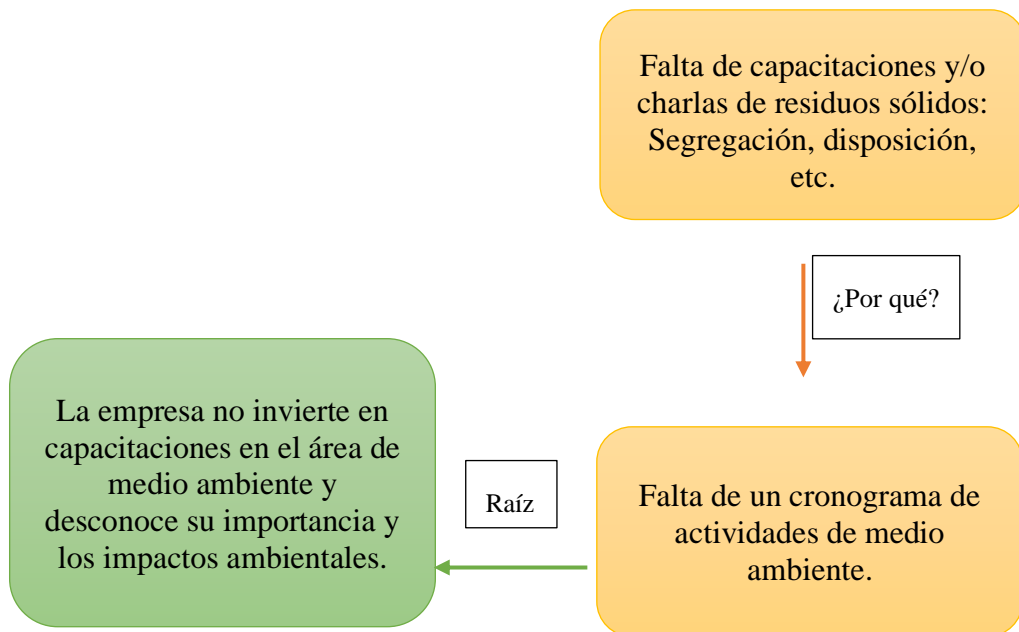 Falta de capacitaciones y/o
charlas de residuos sólidos:
Segregación, disposición,
etc.
¿Por qué?
Falta de un cronograma de
actividades de medio
ambiente.
Raíz
La empresa no invierte en
capacitaciones en el área de
medio ambiente y
desconoce su importancia y
los impactos ambientales.